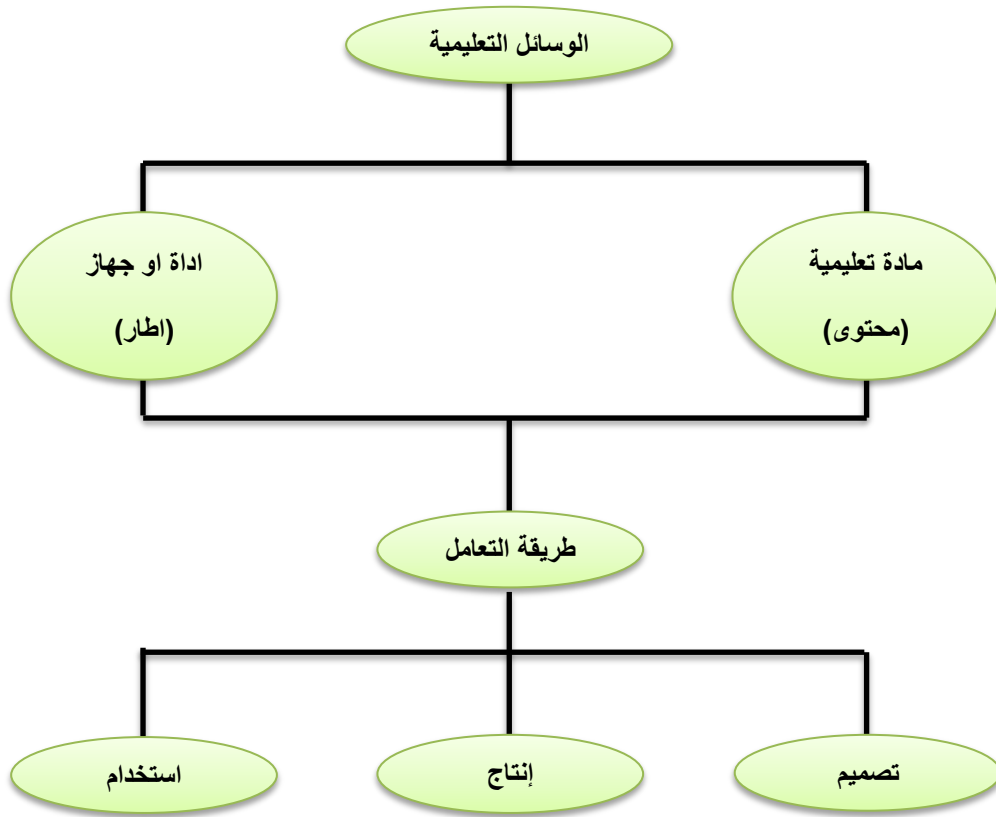 الوسائل التعليمية
مادة تعليمية
(محتوى)
اداة او جهاز
(اطار)
طريقة التعامل
تصميم
إنتاج
استخدام